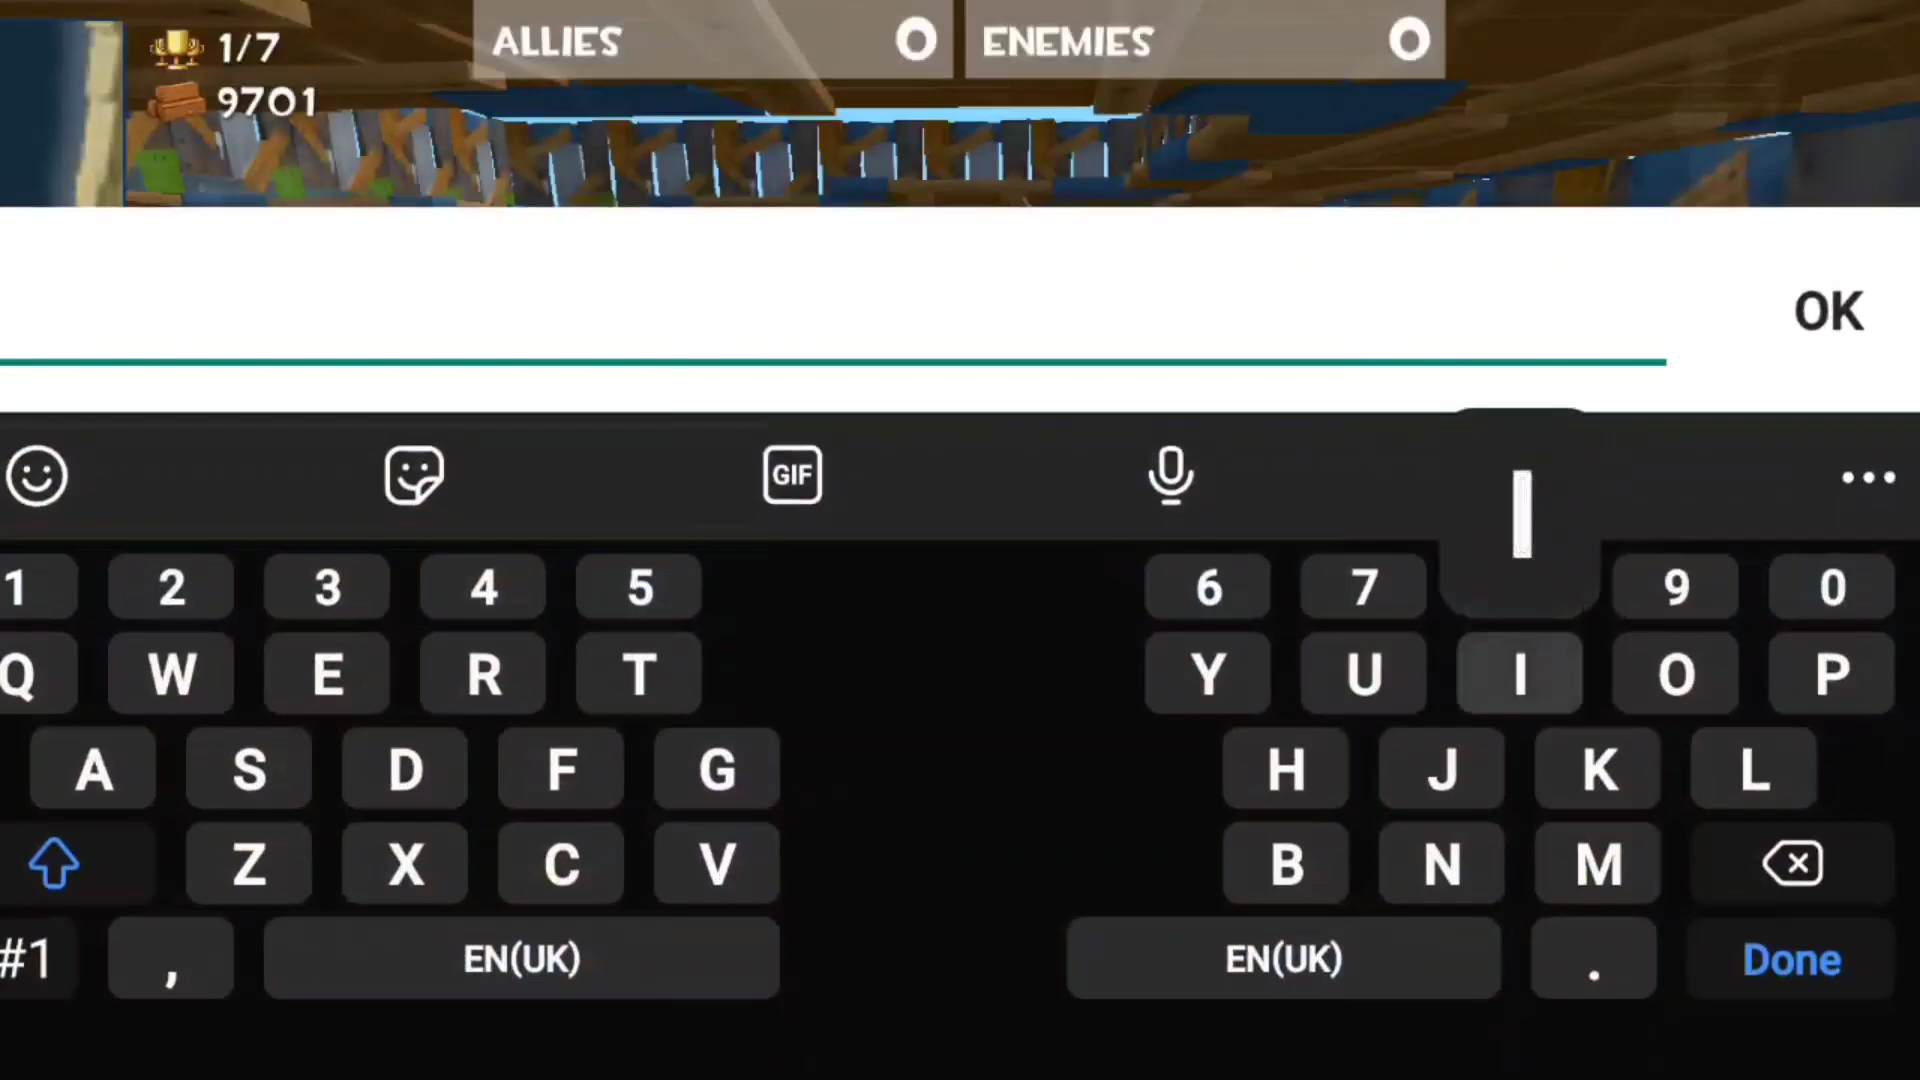 1/7
ALLIES 0 ENEMIES 0
9701
OK
GIF
I
1 2 3 4 5 6 7 9 0
Q W E R T Y U I O P
A S D F G H J K L
Z X C V B N M
#1 , EN(UK) EN(UK) . Done